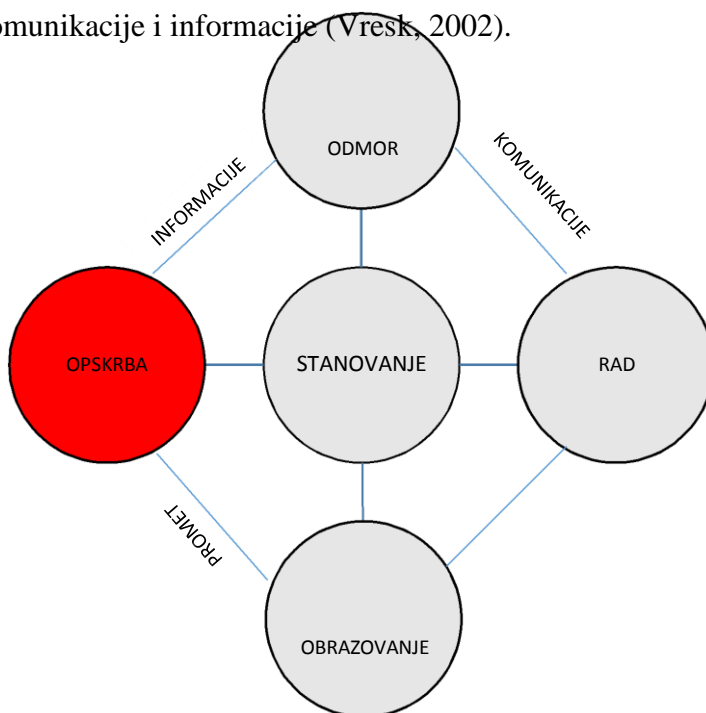 omunikacije i informacije (Vresk, 2002).
ODMOR
INFORMACIJE
KOMUNIKACIJE
OPSKRBA
STANOVANJE
RAD
PROMET
OBRAZOVANJE